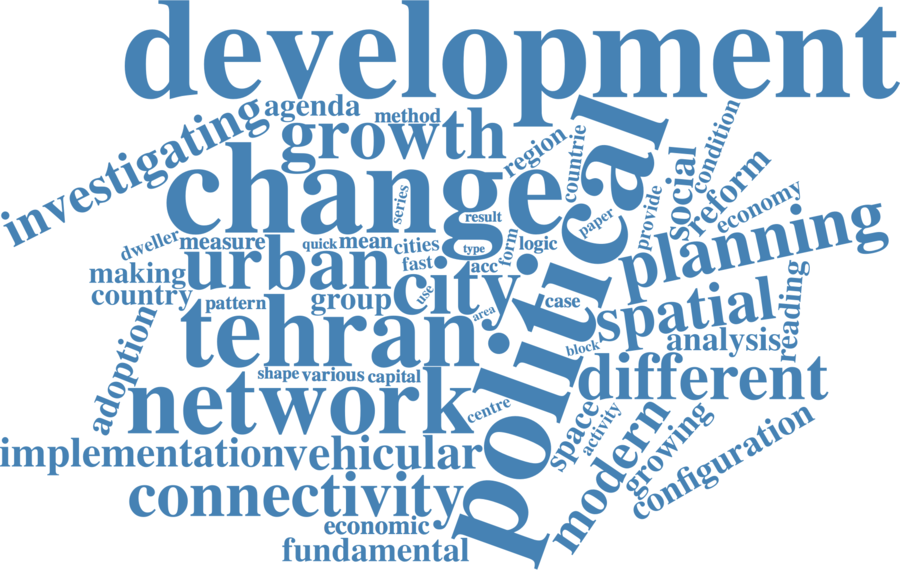 development
investigating
agenda
method
growth
region
countrie
condition
change
series
result
political
paper
provide
social
reform
economy
planning
dweller
measure
quick
mean
cities
type
form
logic
making
urban
fast
acc
city
country
pattern
group
use
area
case
spatial
reading
tehran
block
analysis
adoption
shape
various
capital
different
network
centre
space
activity
modern
growing
configuration
implementation
vehicular
connectivity
economic
fundamental